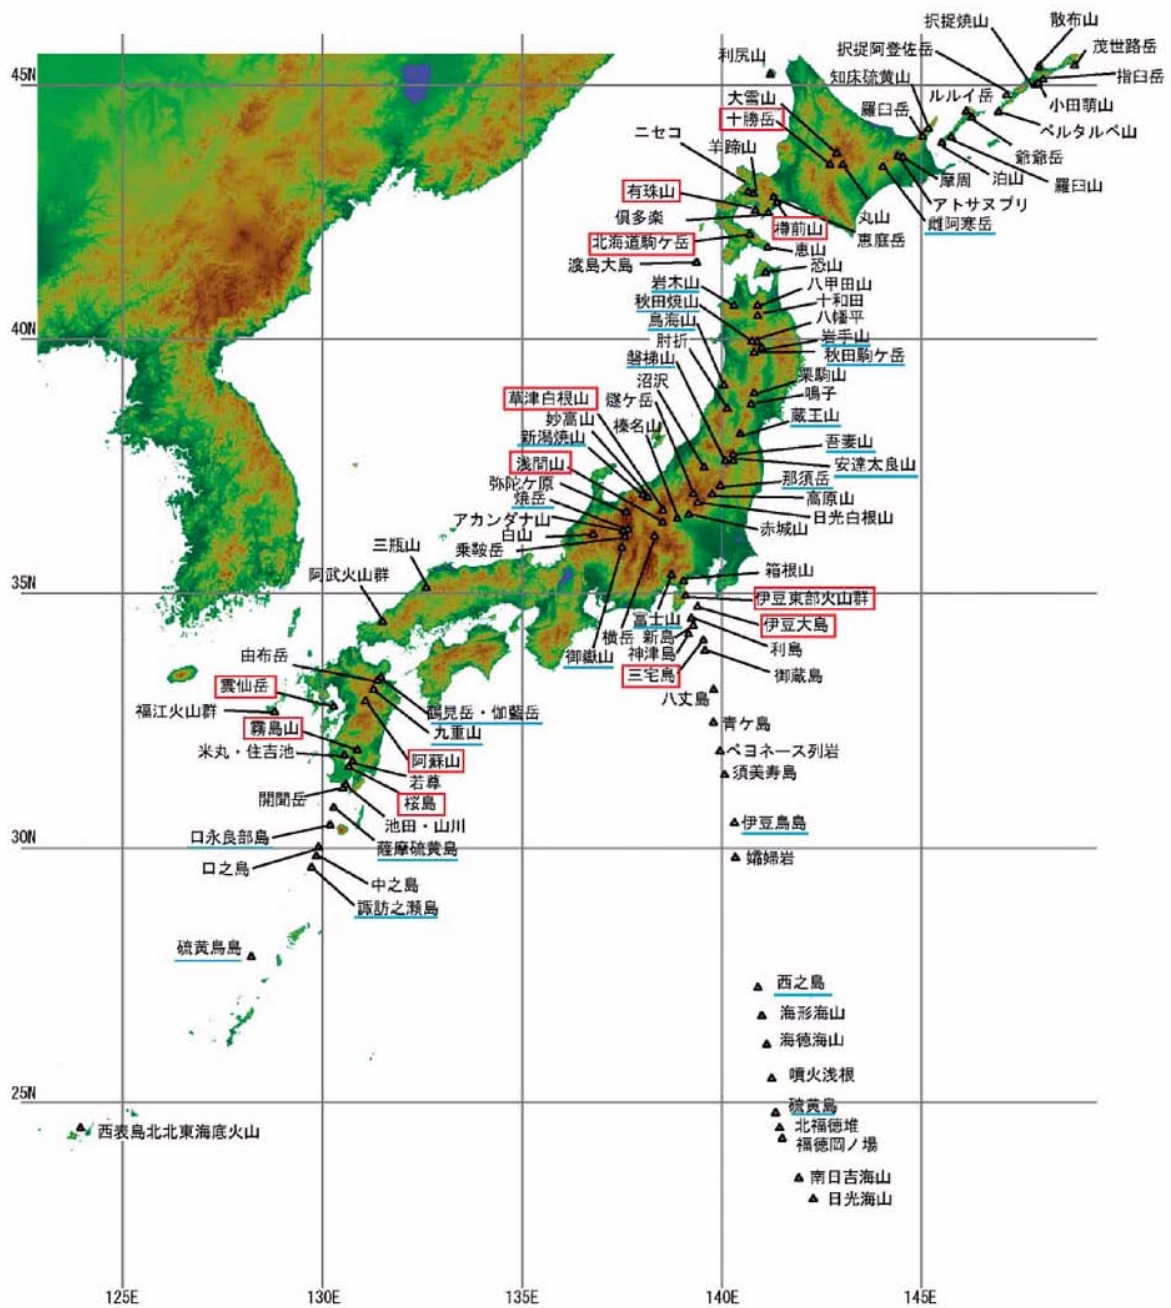 択捉焼山
散布山
択捉阿登佐岳
茂世路岳
利尻山
45N
知床硫黄山
指臼岳
大雪山
ルルイ岳
小田萌山
羅臼岳
十勝岳
ベルタルベ山
ニセコ
羊蹄山
爺爺岳
摩周
泊山
羅臼山
有珠山
アトサヌプリ
倶多楽
丸山
雌阿寒岳
樽前山
恵庭岳
北海道駒ケ岳
恵山
渡島大島
恐山
岩木山
八甲田山
秋田焼山
十和田
八幡平
鳥海山
40N
岩手山
肘折
秋田駒ケ岳
磐梯山
栗駒山
沼沢
鳴子
草津白根山
燧ケ岳
妙高山
榛名山
蔵王山
新潟焼山
吾妻山
浅間山
安達太良山
弥陀ケ原
那須岳
焼岳
高原山
アカンダナ山
日光白根山
白山
赤城山
乗鞍岳
三瓶山
箱根山
阿武火山群
35N
伊豆東部火山群
富士山
伊豆大島
横岳
新島
利島
御嶽山
神津島
由布岳
三宅島
御蔵島
雲仙岳
八丈島
福江火山群
鶴見岳・伽藍岳
青ケ島
霧島山
九重山
米丸・住吉池
ベヨネース列岩
阿蘇山
須美寿島
若尊
開聞岳
桜島
池田・山川
伊豆鳥島
口永良部島
30N
薩摩硫黄島
孀婦岩
口之島
中之島
諏訪之瀬島
硫黄鳥島
西之島
海形海山
海徳海山
噴火浅根
25N
硫黄島
北福徳堆
西表島北北東海底火山
福徳岡ノ場
南日吉海山
日光海山
125E
130E
135E
140E
145E